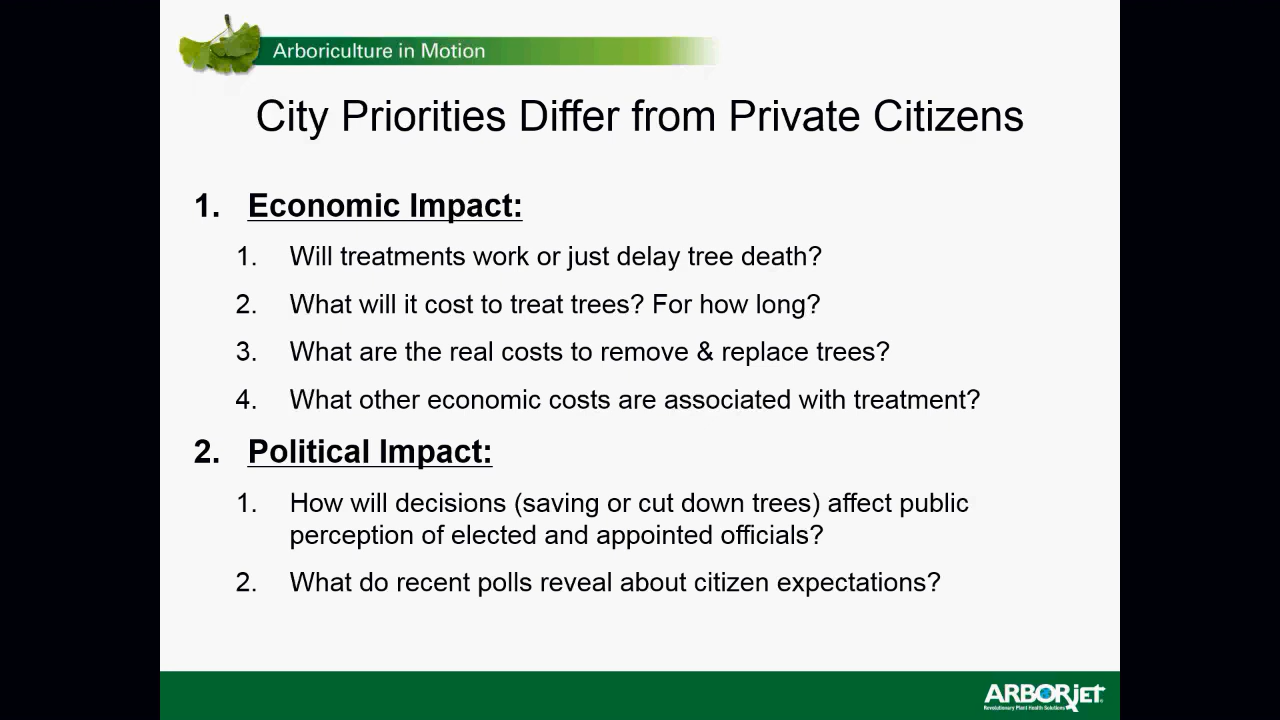 Arboriculture in Motion
City Priorities Differ from Private Citizens
1. Economic Impact:
1. Will treatments work or just delay tree death?
2. What will it cost to treat trees? For how long?
3. What are the real costs to remove & replace trees?
4. What other economic costs are associated with treatment?
2. Political Impact:
1. How will decisions (saving or cut down trees) affect public
perception of elected and appointed officials?
2. What do recent polls reveal about citizen expectations?
ARBORjet
Revolutionary Plant Health Solutions